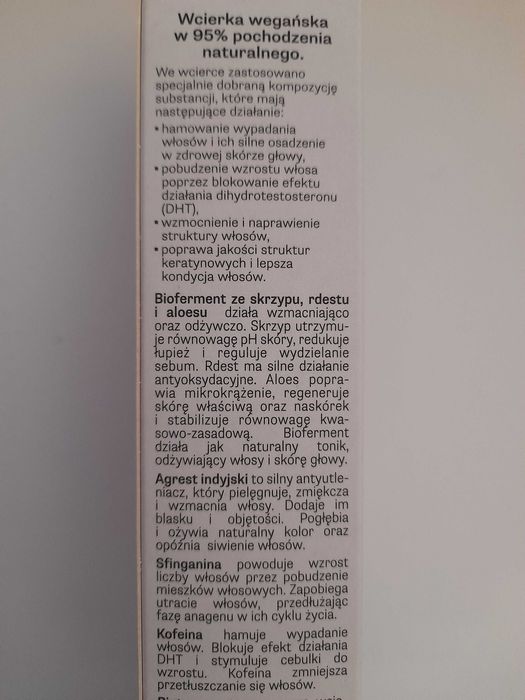 Wcierka wegańska
w 95% pochodzenia
naturalnego.
We wcierce zastosowano
specjalnie dobraną kompozycję
substancji, które mają
następujące działanie:
• hamowanie wypadania
włosów i ich silne osadzenie
w zdrowej skórze głowy,
• pobudzenie wzrostu włosa
poprzez blokowanie efektu
działania dihydrotestosteronu
(DHT),
• wzmocnienie i naprawienie
struktury włosów,
• poprawa jakości struktur
keratynowych i lepsza
kondycja włosów.
Bioferment ze skrzypu, rdestu
i aloesu działa wzmacniająco
oraz odżywczo. Skrzyp utrzymu-
je równowagę pH skóry, redukuje
łupież i reguluje wydzielanie
sebum. Rdest ma silne działanie
antyoksydacyjne. Aloes popra-
wia mikrokrążenie, regeneruje
skórę właściwą oraz naskórek
i stabilizuje równowagę kwa-
sowo-zasadową. Bioferment
działa jak naturalny tonik,
odżywiający włosy i skórę głowy.
Agrest indyjski to silny antyutle-
niacz, który pielęgnuje, zmiękcza
i wzmacnia włosy. Dodaje im
blasku i objętości. Pogłębia
i ożywia naturalny kolor oraz
opóźnia siwienie włosów.
Sfinganina powoduje wzrost
liczby włosów przez pobudzenie
mieszków włosowych. Zapobiega
utracie włosów, przedłużając
fazę anagenu w ich cyklu życia.
Kofeina hamuje wypadanie
włosów. Blokuje efekt działania
DHT i stymuluje cebulki do
wzrostu. Kofeina zmniejsza
przetłuszczanie się włosów.